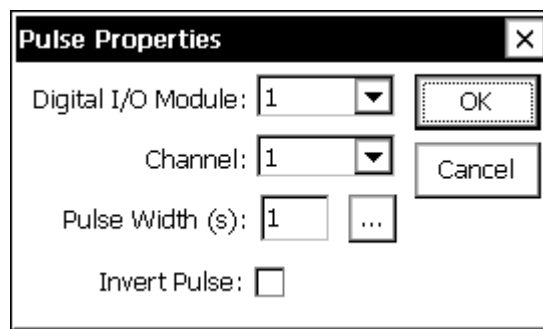 Pulse Properties
Digital I/O Module: 1 OK
Channel: 1 Cancel
Pulse Width (s): 1 ...
Invert Pulse: